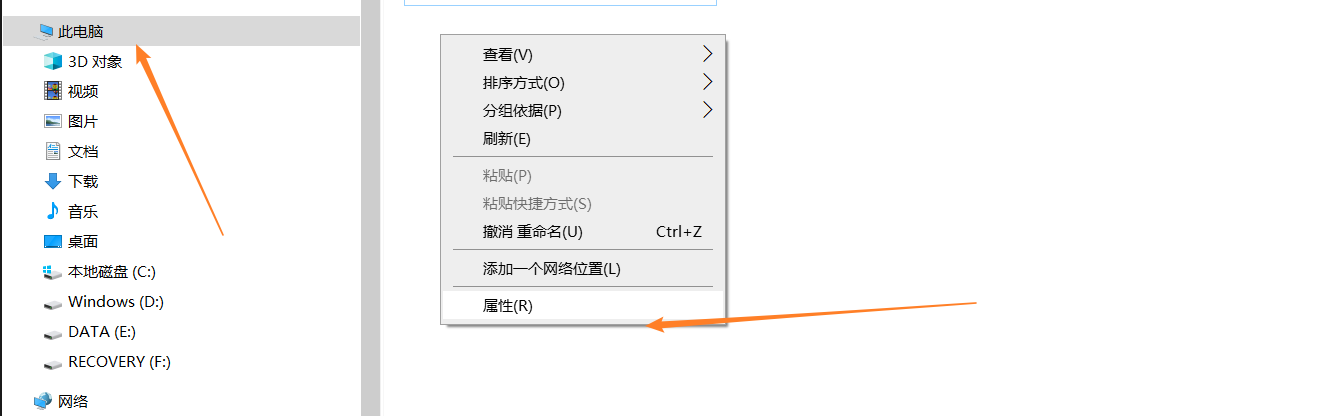 此电脑
3D 对象
视频
图片
文档
下载
音乐
桌面
本地磁盘 (C:)
Windows (D:)
DATA (E:)
RECOVERY (F:)
网络
查看(V)
排序方式(O)
分组依据(P)
刷新(E)
粘贴(P)
粘贴快捷方式(S)
撤消 重命名(U) Ctrl+Z
添加一个网络位置(L)
属性(R)